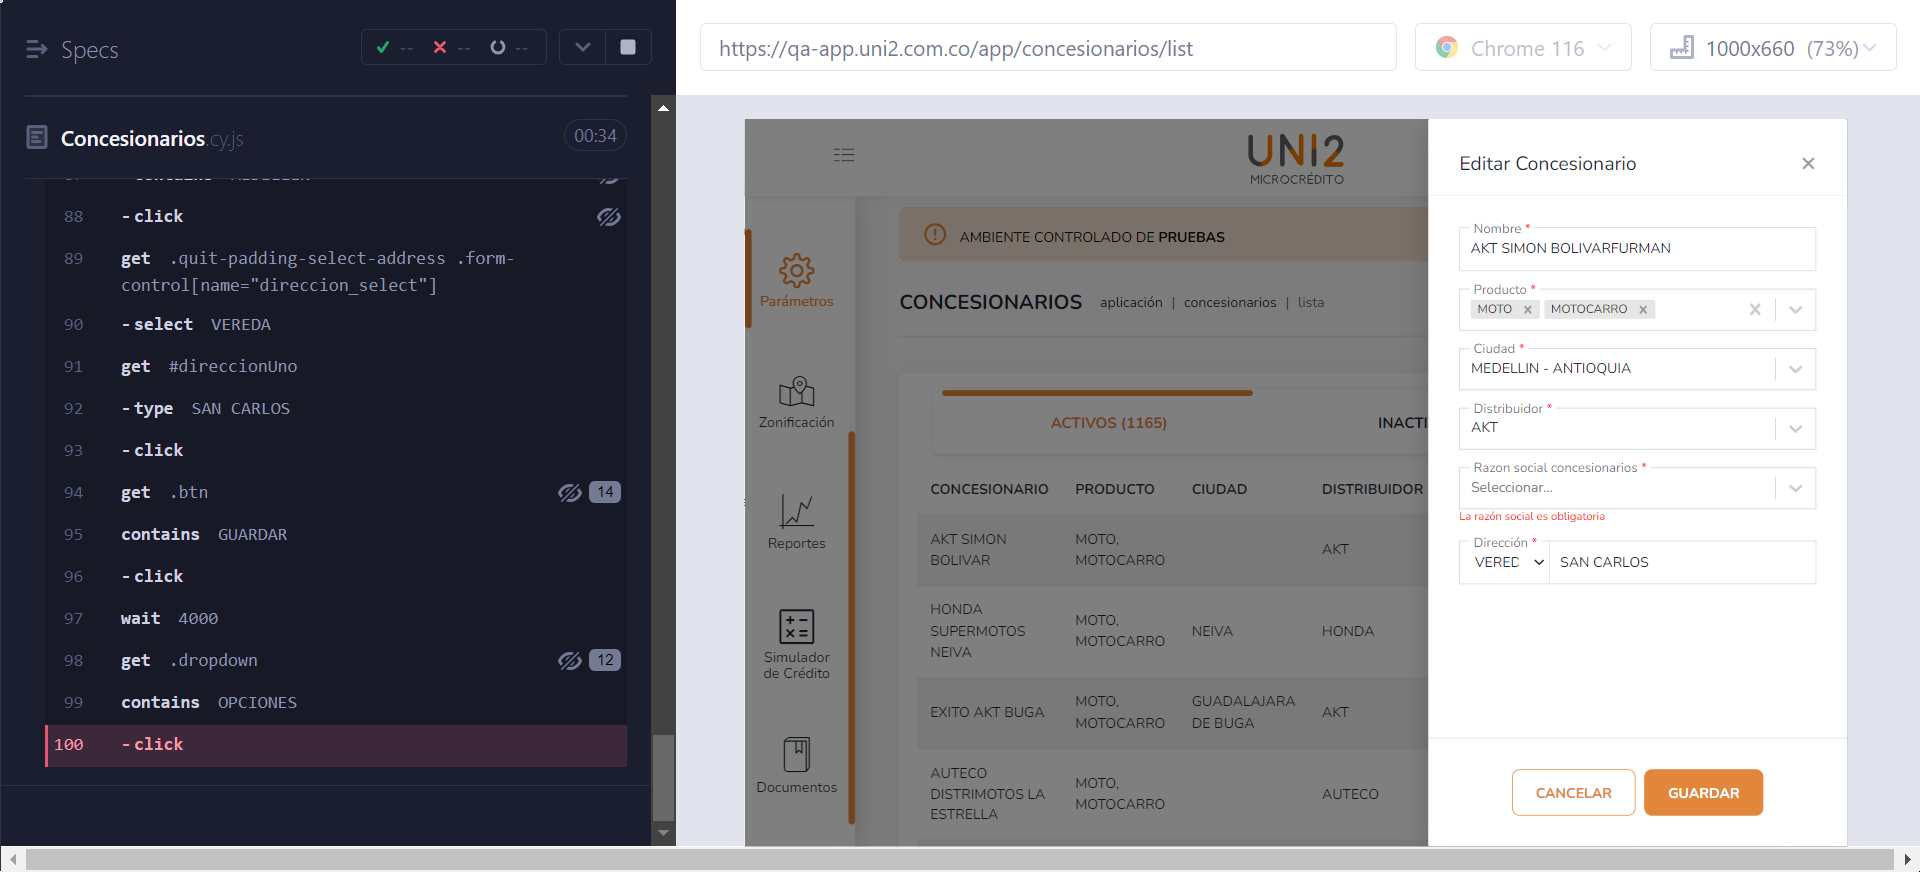 Specs
--
--
--
https://qa-app.uni2.com.co/app/concesionarios/list
Chrome 116
1000x660 (73%)
Concesionarios.cy.js
00:34
88 -click
89 get .quit-padding-select-address .form-
control[name="direccion_select"]
90 -select VEREDA
91 get #direccionUno
92 -type SAN CARLOS
93 -click
94 get .btn 14
95 contains GUARDAR
96 -click
97 wait 4000
98 get .dropdown 12
99 contains OPCIONES
100 -click
UNI2
MICROCRÉDITO
Parámetros
Zonificación
Reportes
Simulador
de Crédito
Documentos
AMBIENTE CONTROLADO DE PRUEBAS
CONCESIONARIOS aplicación | concesionarios | lista
ACTIVOS (1165) INACTI
CONCESIONARIO PRODUCTO CIUDAD DISTRIBUIDOR
AKT SIMON
BOLIVAR
MOTO,
MOTOCARRO
AKT
HONDA
SUPERMOTOS
NEIVA
MOTO,
MOTOCARRO
NEIVA
HONDA
EXITO AKT BUGA
MOTO,
MOTOCARRO
GUADALAJARA
DE BUGA
AKT
AUTECO
DISTRIMOTOS LA
ESTRELLA
MOTO,
MOTOCARRO
AUTECO
Editar Concesionario
Nombre *
AKT SIMON BOLIVARFURMAN
Producto *
MOTO × MOTOCARRO ×
Ciudad *
MEDELLIN - ANTIOQUIA
Distribuidor *
AKT
Razon social concesionarios *
Seleccionar...
La razón social es obligatoria
Dirección *
VERED SAN CARLOS
CANCELAR GUARDAR